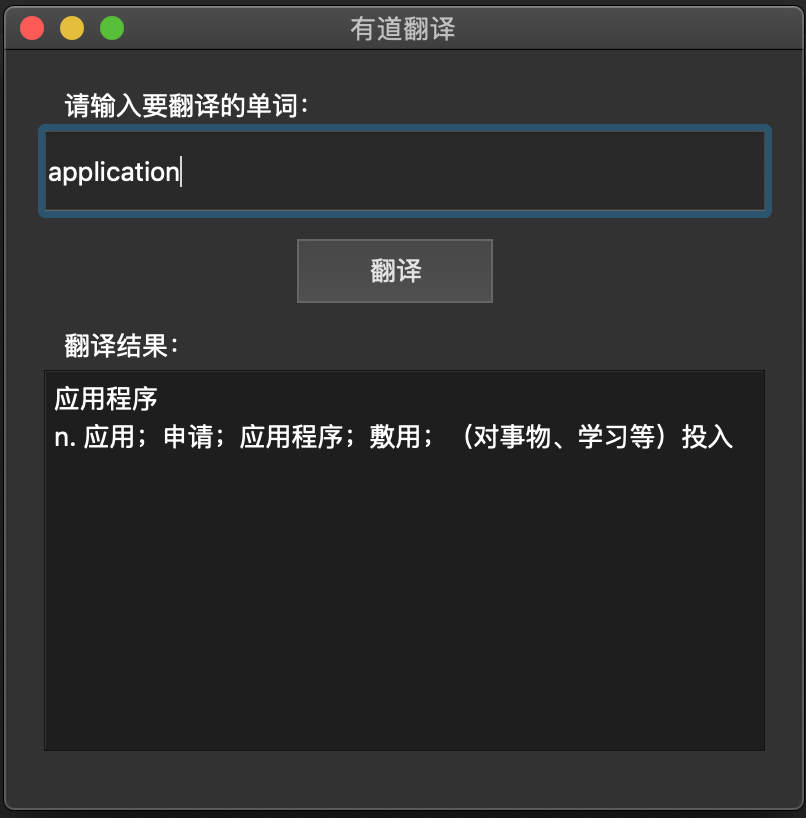 有道翻译
请输入要翻译的单词：
application
翻译
翻译结果：
应用程序
n. 应用；申请；应用程序；敷用；（对事物、学习等）投入